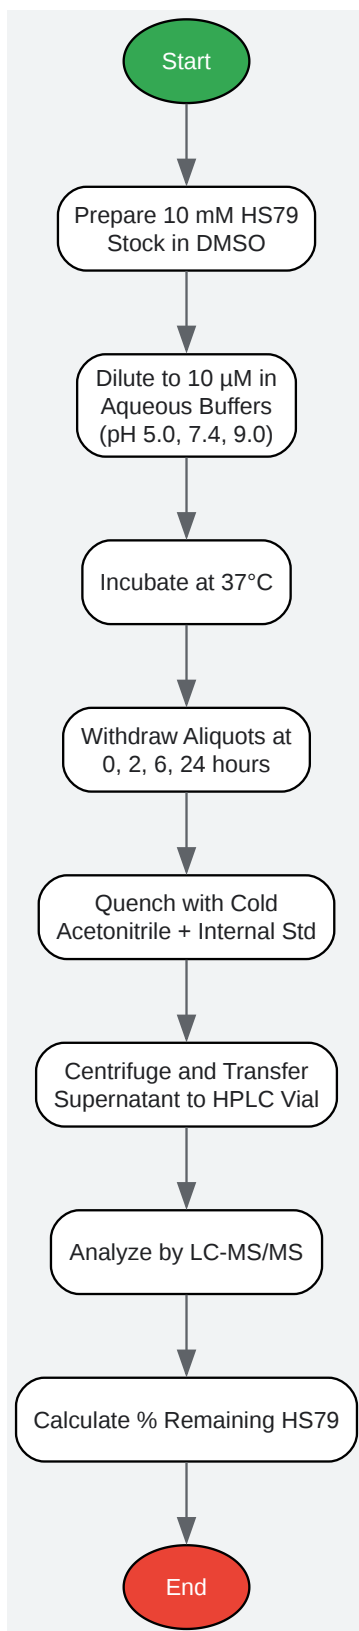 Start
Prepare 10 mM HS79
Stock in DMSO
Dilute to 10 µM in
Aqueous Buffers
(pH 5.0, 7.4, 9.0)
Incubate at 37°C
Withdraw Aliquots at
0, 2, 6, 24 hours
Quench with Cold
Acetonitrile + Internal Std
Centrifuge and Transfer
Supernatant to HPLC Vial
Analyze by LC-MS/MS
Calculate % Remaining HS79
End